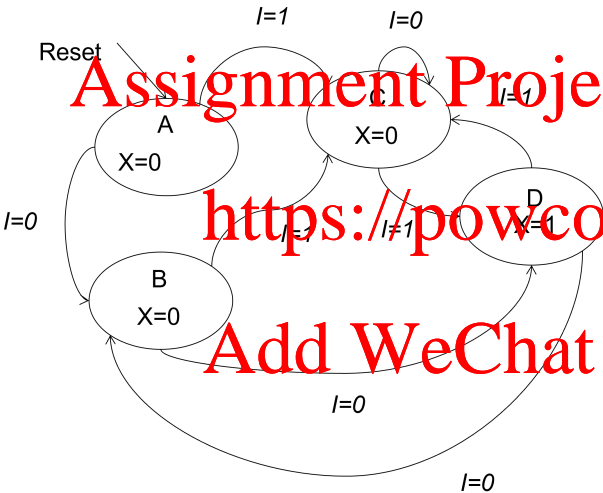 I=1
I=0
Reset
Assignment Proje
C
I=1
A
X=0
X=0
D
https://powco
X=1
I=0
I=1
I=1
B
X=0
Add WeChat
I=0
I=0